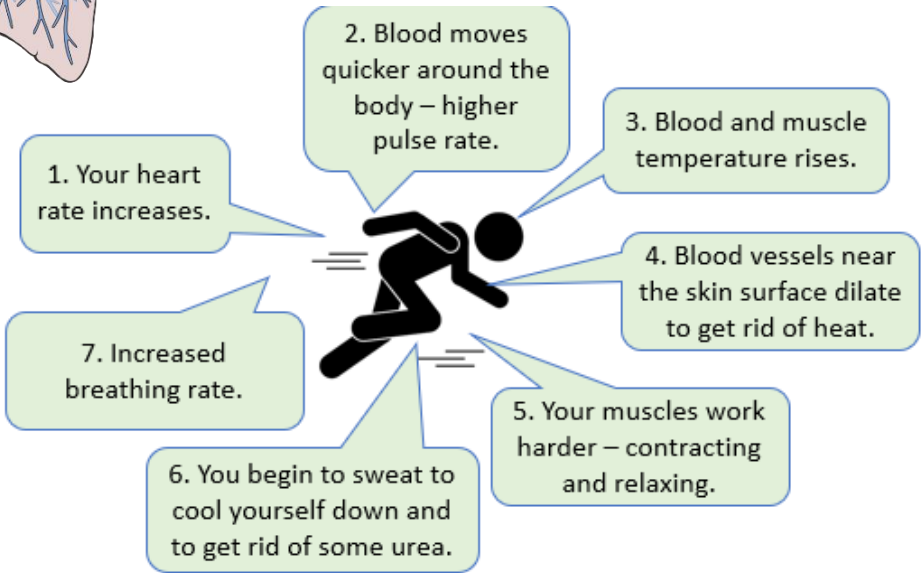 1. Your heart
rate increases.
2. Blood moves
quicker around the
body – higher
pulse rate.
3. Blood and muscle
temperature rises.
4. Blood vessels near
the skin surface dilate
to get rid of heat.
5. Your muscles work
harder – contracting
and relaxing.
6. You begin to sweat to
cool yourself down and
to get rid of some urea.
7. Increased
breathing rate.